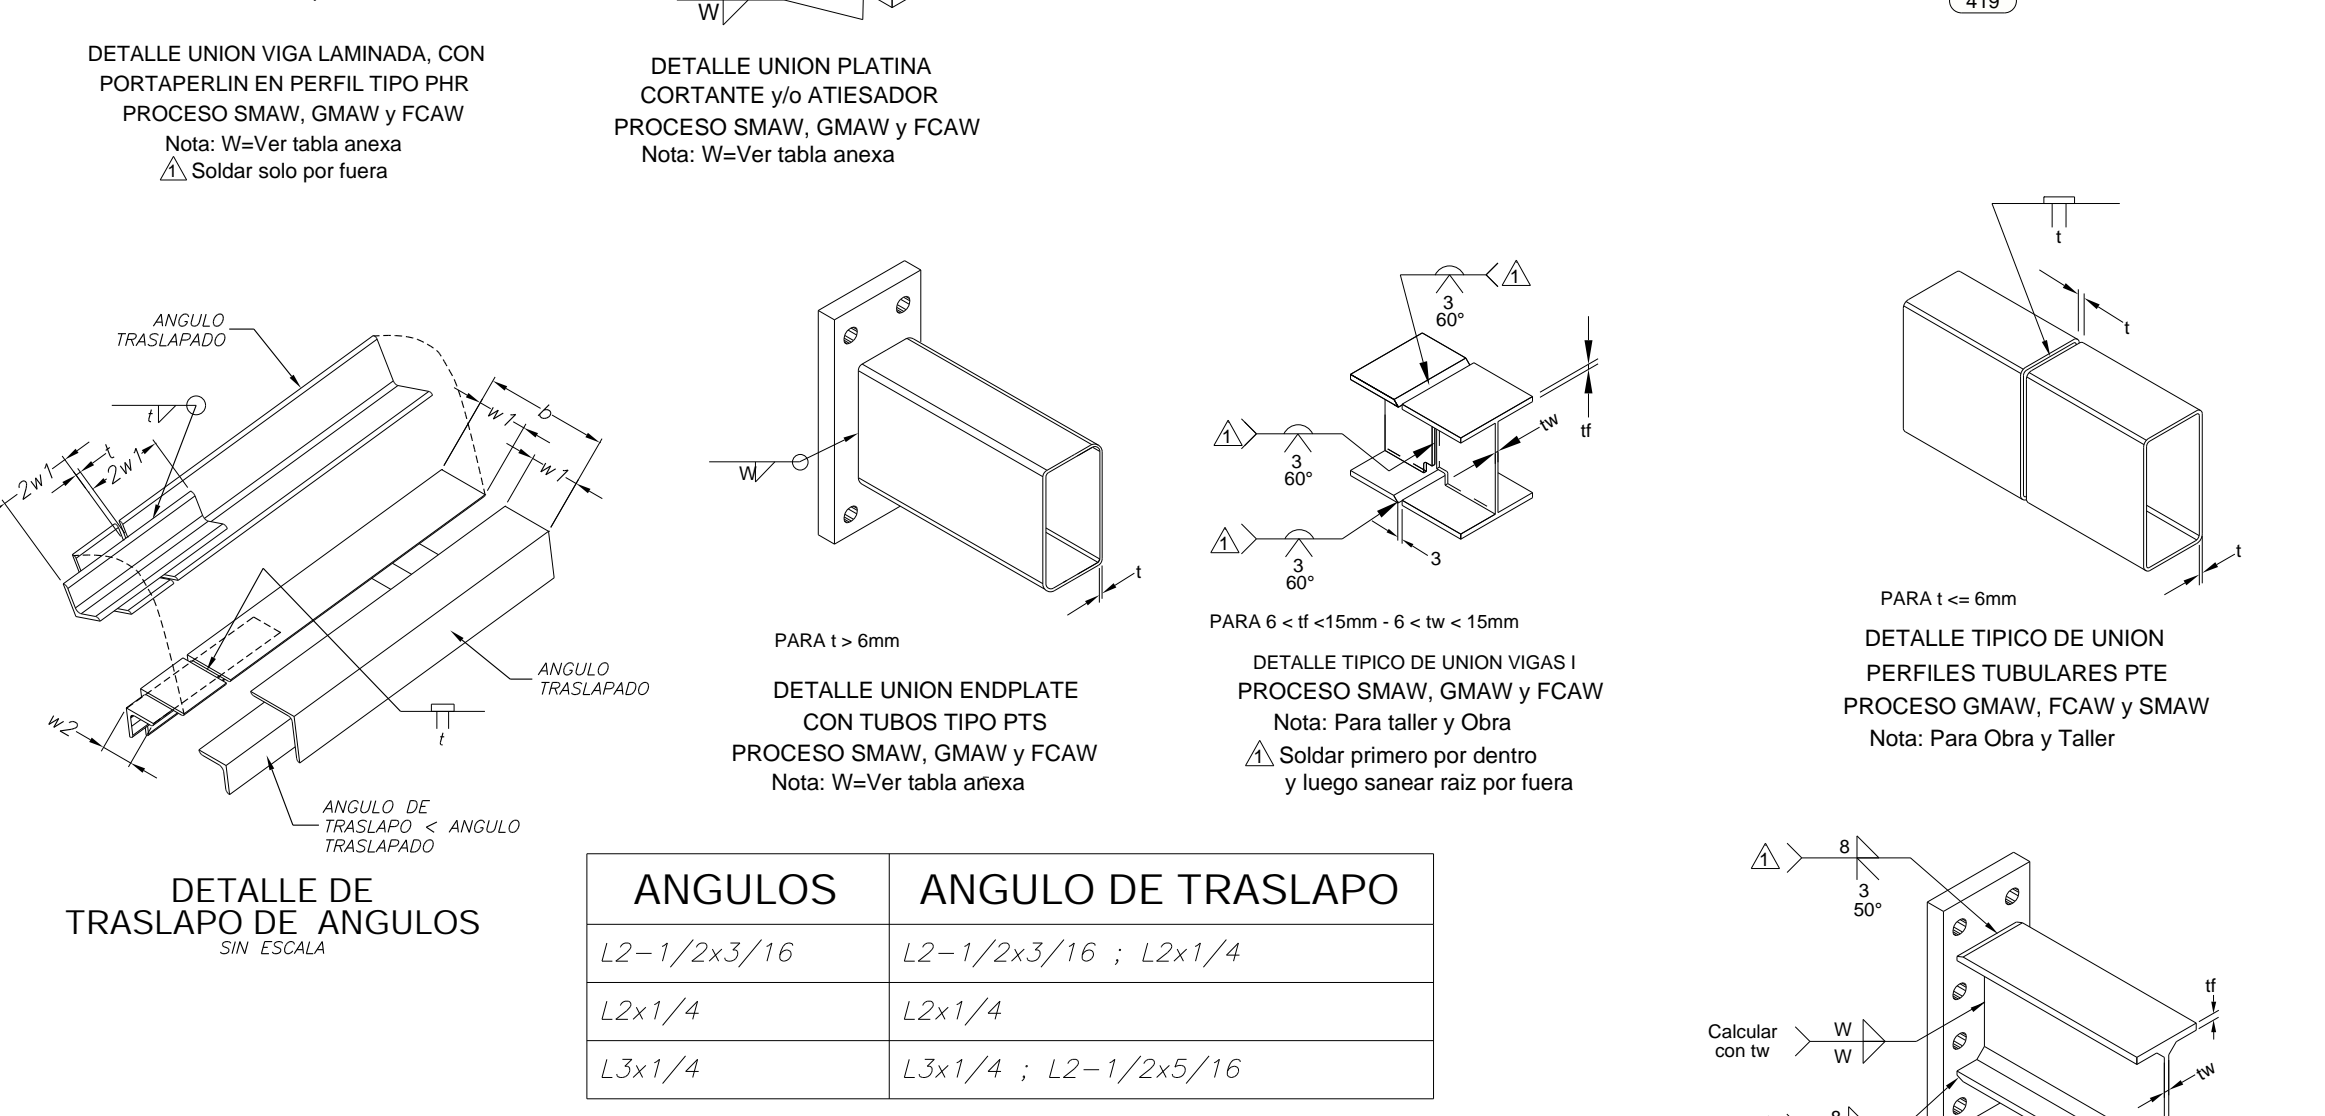 419
W
DETALLE UNION VIGA LAMINADA, CON
PORTAPERLIN EN PERFIL TIPO PHR
PROCESO SMAW, GMAW y FCAW
Nota: W=Ver tabla anexa
1 Soldar solo por fuera
DETALLE UNION PLATINA
CORTANTE y/o ATIESADOR
PROCESO SMAW, GMAW y FCAW
Nota: W=Ver tabla anexa
ANGULO
TRASLAPADO
t
2w1
t
2w1
w1
b
w1
w2
t
ANGULO
TRASLAPADO
ANGULO DE
TRASLAPO < ANGULO
TRASLAPADO
DETALLE DE
TRASLAPO DE ANGULOS
SIN ESCALA
W
t
PARA t > 6mm
DETALLE UNION ENDPLATE
CON TUBOS TIPO PTS
PROCESO SMAW, GMAW y FCAW
Nota: W=Ver tabla anexa
1
3
60°
1
3
60°
1
3
60°
3
tw
tf
PARA 6 < tf <15mm - 6 < tw < 15mm
DETALLE TIPICO DE UNION VIGAS I
PROCESO SMAW, GMAW y FCAW
Nota: Para taller y Obra
1 Soldar primero por dentro
y luego sanear raiz por fuera
t
t
t
PARA t <= 6mm
DETALLE TIPICO DE UNION
PERFILES TUBULARES PTE
PROCESO GMAW, FCAW y SMAW
Nota: Para Obra y Taller
ANGULOS ANGULO DE TRASLAPO
L2-1/2x3/16 L2-1/2x3/16 ; L2x1/4
L2x1/4 L2x1/4
L3x1/4 L3x1/4 ; L2-1/2x5/16
1
8
3
50°
Calcular
con tw
W
W
tf
tw
8